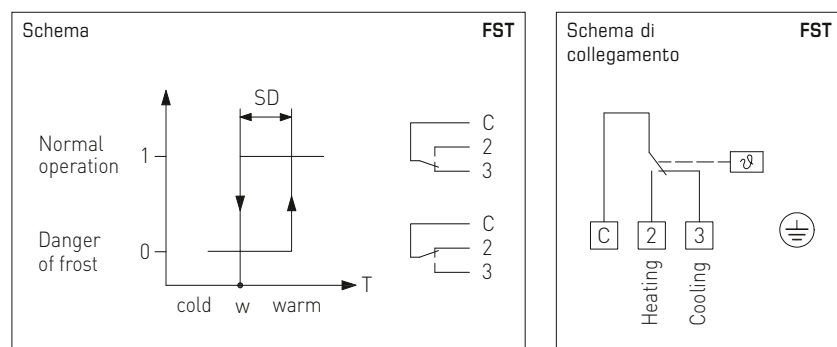 Schema FST
SD
Normal
operation
1
Danger
of frost
0
T
cold w warm
C
2
3
C
2
3
Schema di
collegamento
FST
ϑ
C 2 3
Heating
Cooling